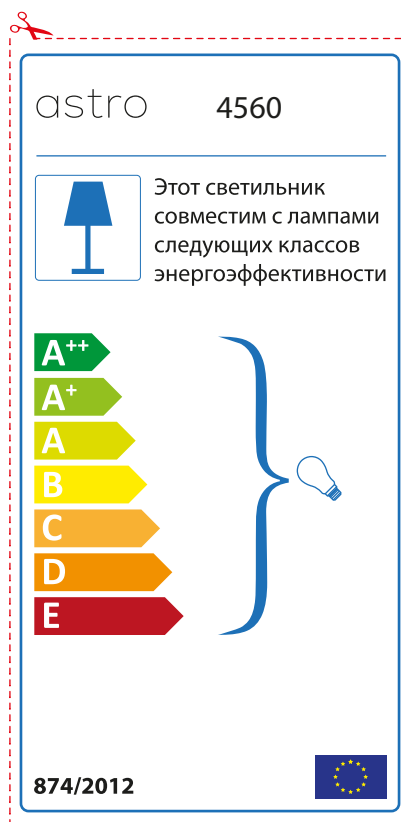 astro 4560
Этот светильник
совместим с лампами
следующих классов
энергоэффективности
A++
A+
A
B
C
D
E
874/2012